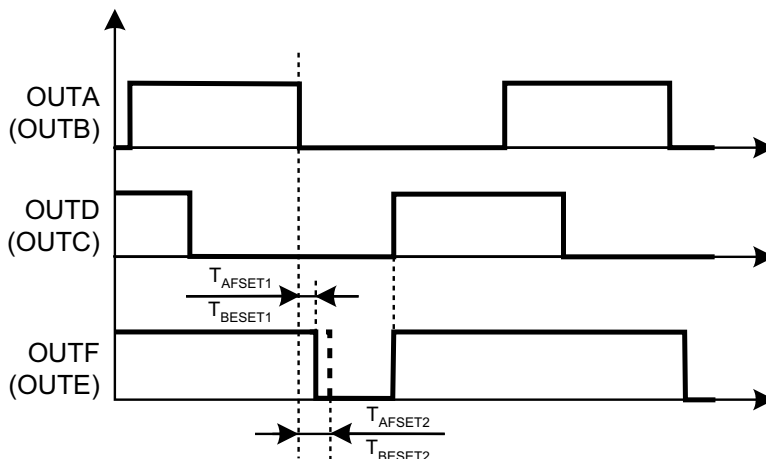 OUTA
(OUTB)
OUTD
(OUTC)
TAFSET1
TBESET1
OUTF
(OUTE)
TAFSET2
TBESET2